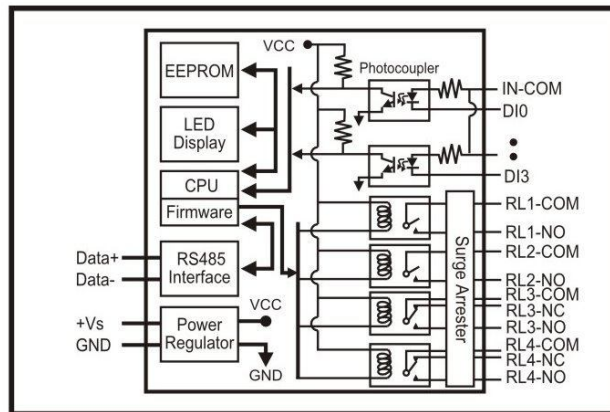 VCC
EEPROM
Photocoupler
IN-COM
DI0
LED
Display
DI3
CPU
Firmware
RL1-COM
RL1-NO
RL2-COM
RL2-NO
RL3-COM
RL3-NC
RL3-NO
RL4-COM
RL4-NC
RL4-NO
Surge Arrester
Data+
Data-
RS485
Interface
+Vs
GND
Power
Regulator
VCC
GND